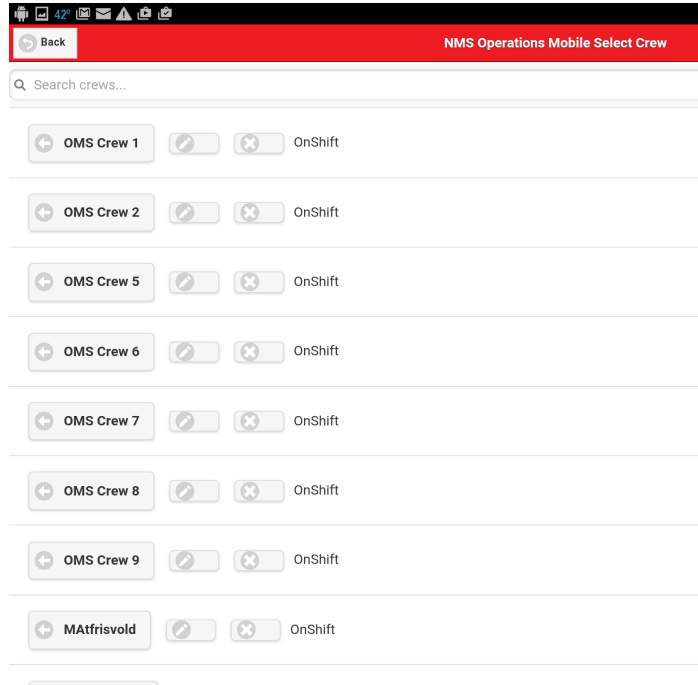 42°
Back
NMS Operations Mobile Select Crew
Search crews...
OMS Crew 1 OnShift
OMS Crew 2 OnShift
OMS Crew 5 OnShift
OMS Crew 6 OnShift
OMS Crew 7 OnShift
OMS Crew 8 OnShift
OMS Crew 9 OnShift
MAtfrisvold OnShift